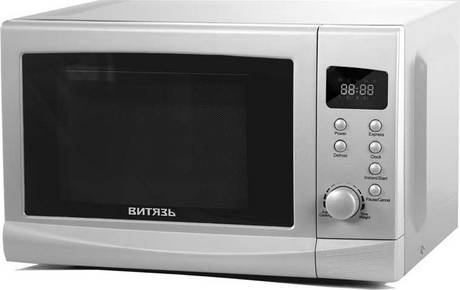 88:88
Power
Express
Defrost
Clock
Instant/Start
Pause/Cancel
ВИТЯЗЬ